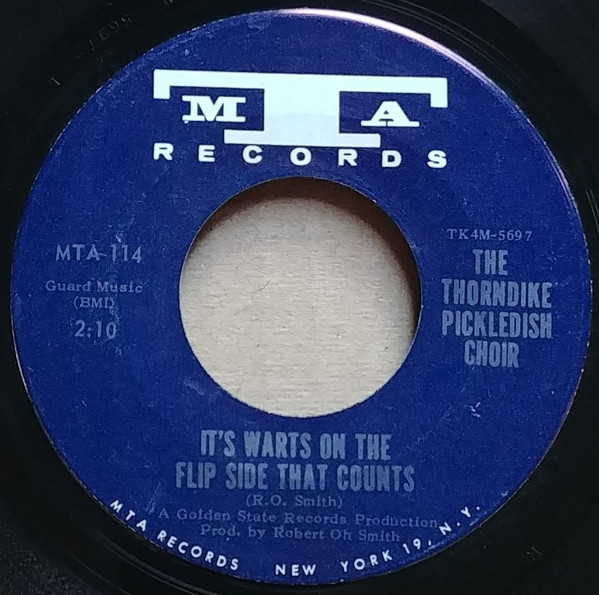 MTA
RECORDS
MTA-114
Guard Music
(BMI)
2:10
TK4M-5697
THE
THORNDIKE
PICKLEDISH
CHOIR
IT'S WARTS ON THE
FLIP SIDE THAT COUNTS
(R.O. Smith)
A Golden State Records Production
Prod. by Robert Oh Smith
MTA RECORDS NEW YORK 19, N.Y.